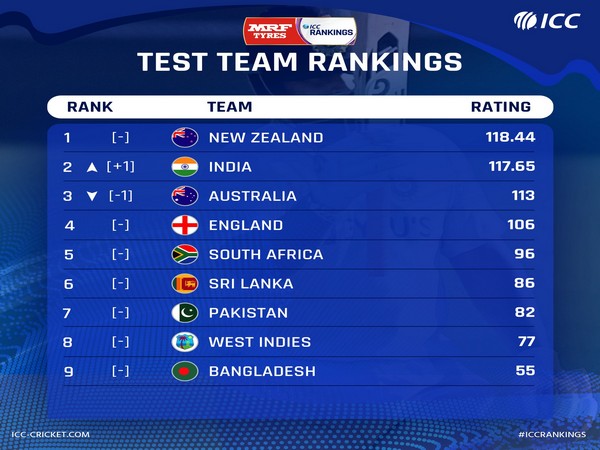 MRF TYRES ICC RANKINGS
ICC
TEST TEAM RANKINGS
RANK TEAM RATING
1 [-] NEW ZEALAND 118.44
2 [+1] INDIA 117.65
3 [-1] AUSTRALIA 113
4 [-] ENGLAND 106
5 [-] SOUTH AFRICA 96
6 [-] SRI LANKA 86
7 [-] PAKISTAN 82
8 [-] WEST INDIES 77
9 [-] BANGLADESH 55
ICC-CRICKET.COM #ICCRANKINGS